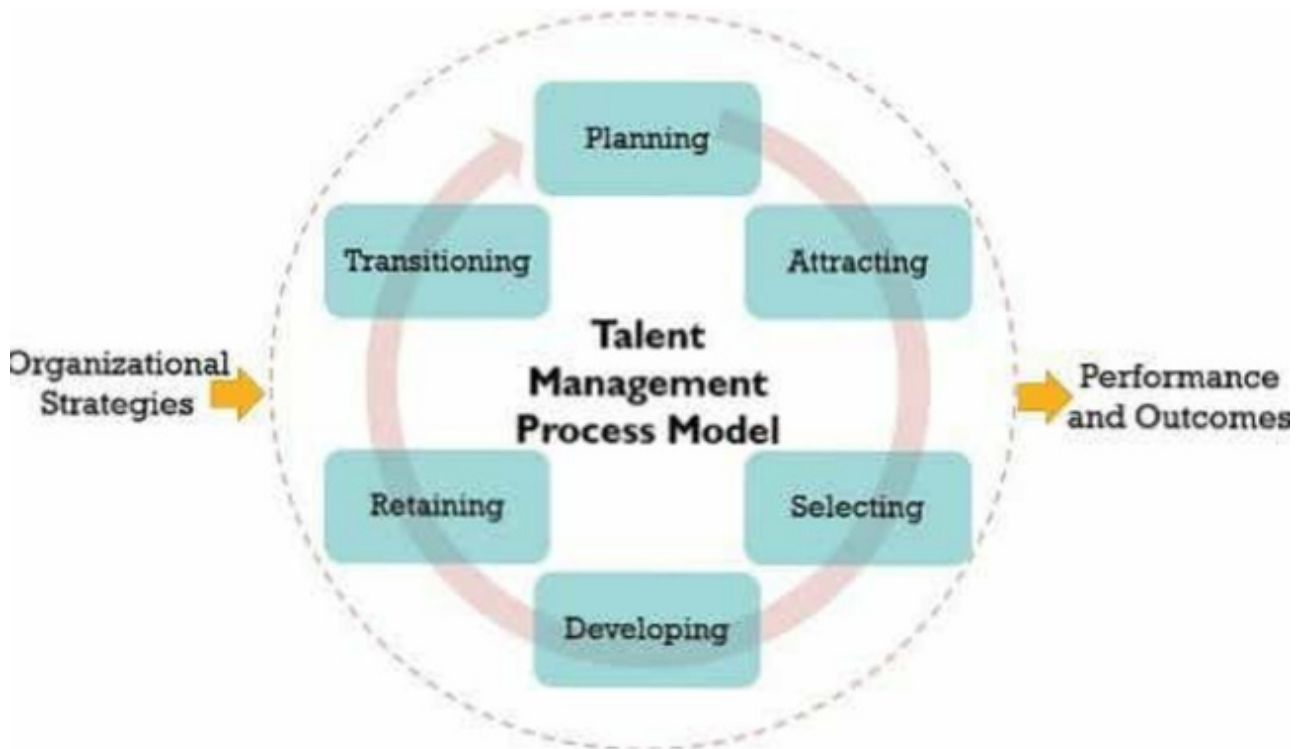 Planning
Transitioning
Attracting
Talent
Management
Process Model
Organizational
Strategies
Performance
and Outcomes
Retaining
Selecting
Developing